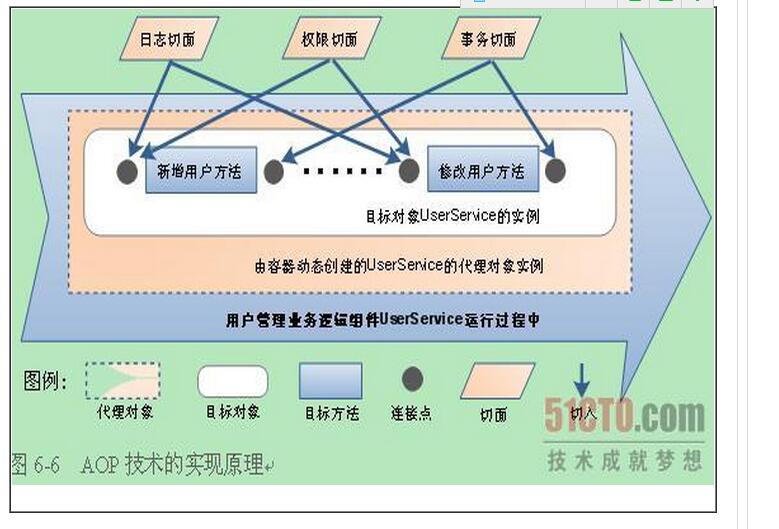 日志切面 权限切面 事务切面
新增用户方法 ...... 修改用户方法
目标对象UserService的实例
由容器动态创建的UserService的代理对象实例
用户管理业务逻辑组件UserService运行过程中
图例：
代理对象 目标对象 目标方法 连接点 切面 切入
51CTO.com
技术成就梦想
图 6-6 AOP 技术的实现原理